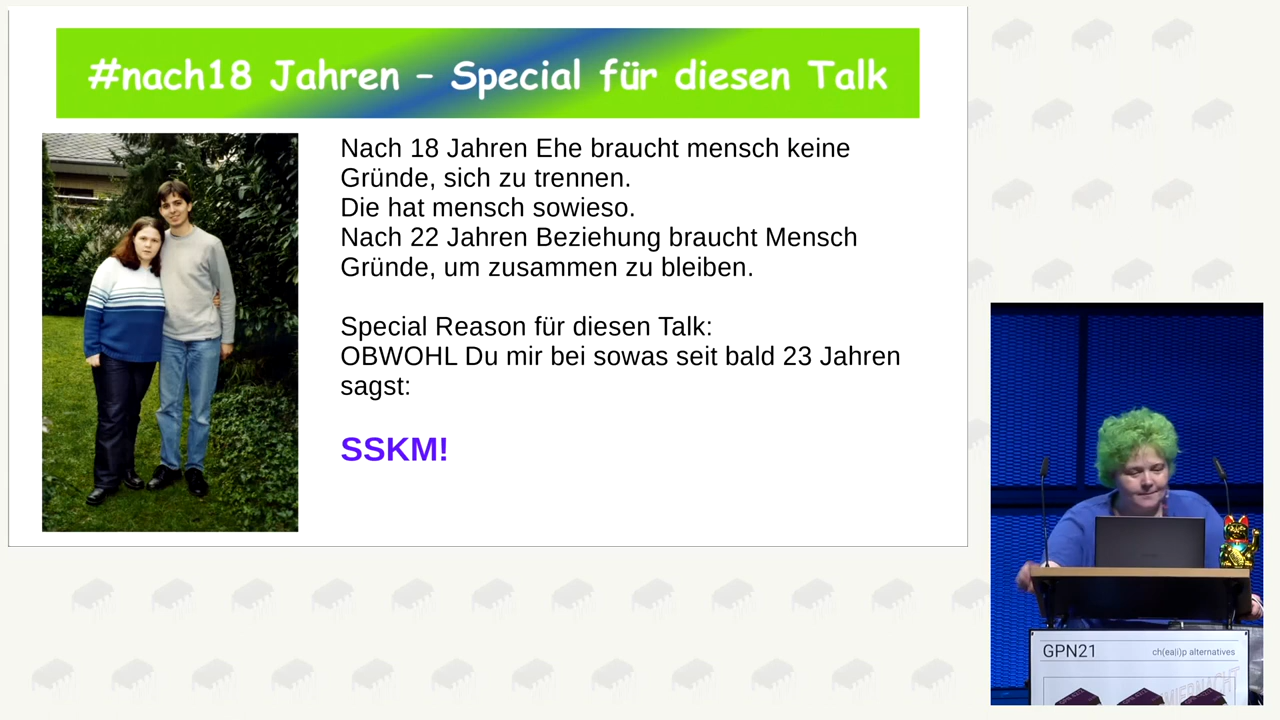 #nach18 Jahren – Special für diesen Talk
Nach 18 Jahren Ehe braucht mensch keine
Gründe, sich zu trennen.
Die hat mensch sowieso.
Nach 22 Jahren Beziehung braucht Mensch
Gründe, um zusammen zu bleiben.
Special Reason für diesen Talk:
OBWOHL Du mir bei sowas seit bald 23 Jahren
sagst:
SSKM!
GPN21
ch(ea|i)p alternatives